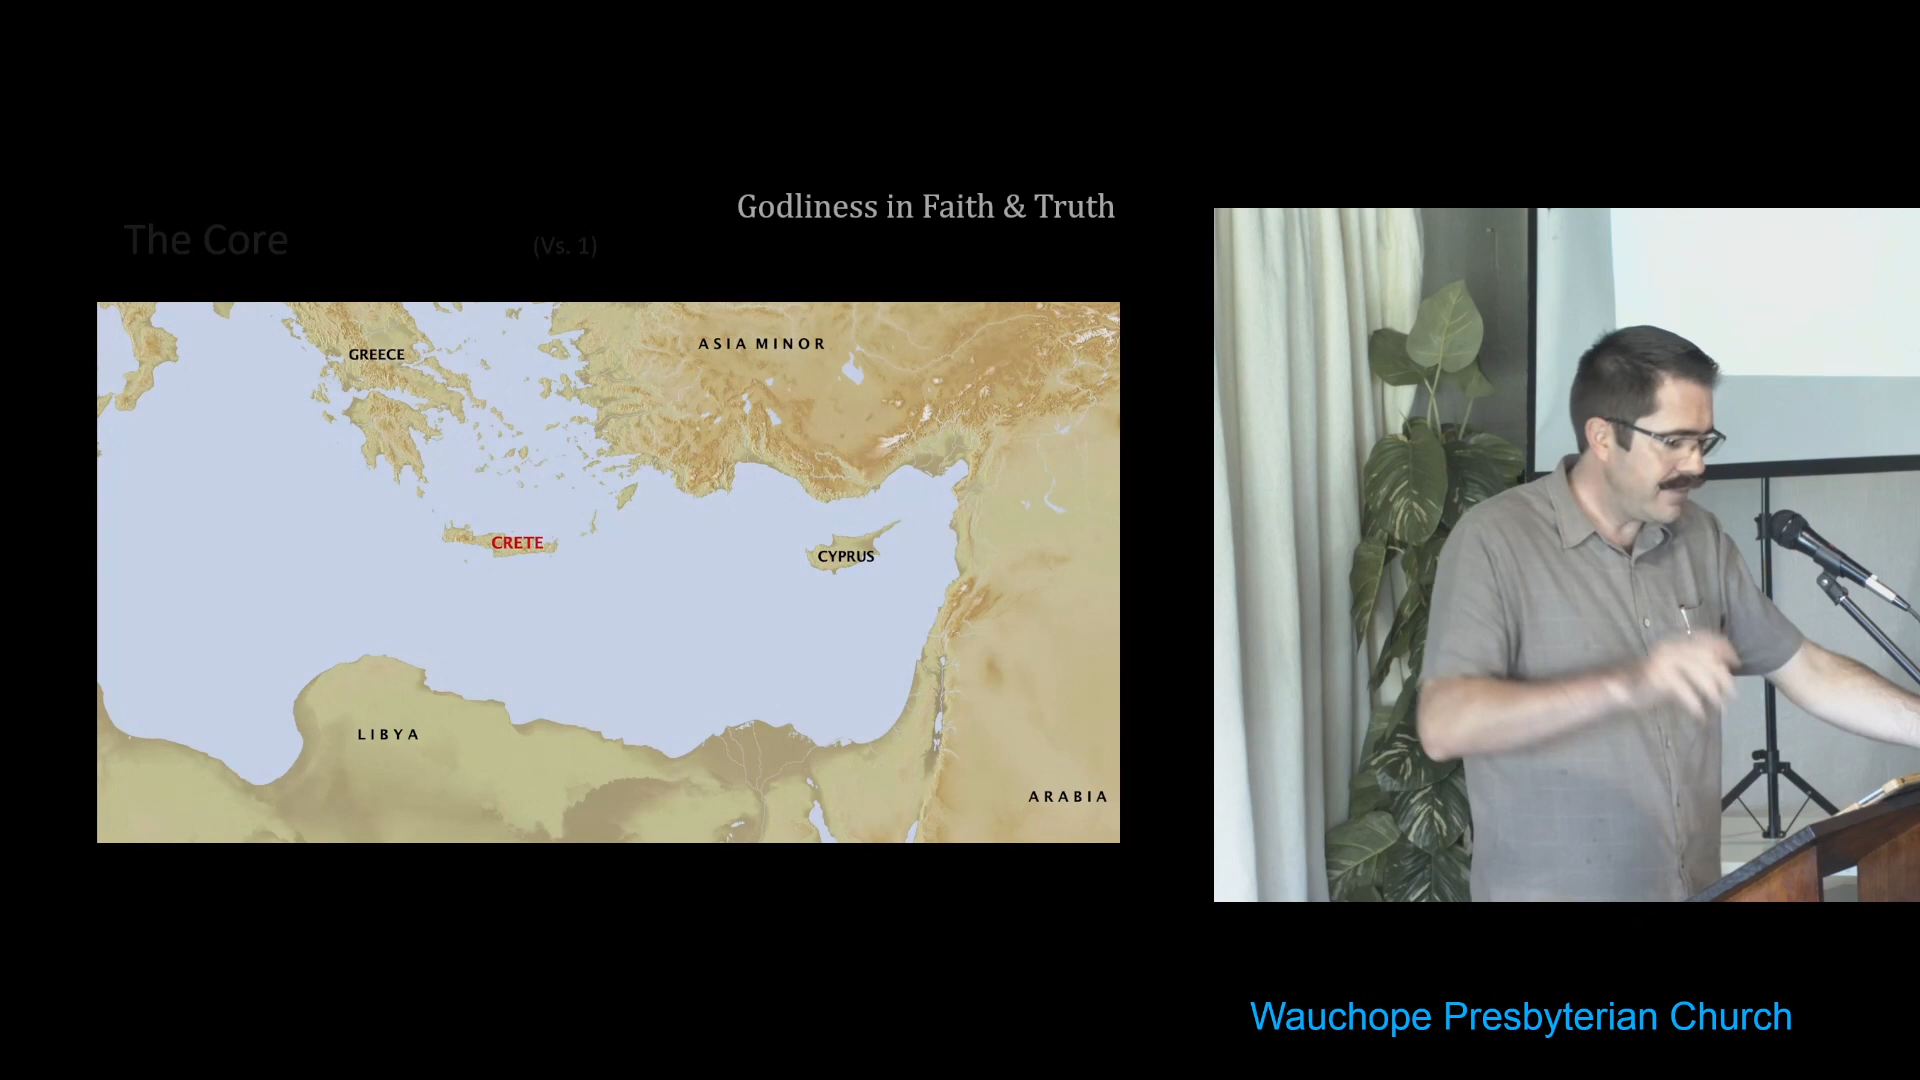 Godliness in Faith & Truth
The Core (Vs. 1)
GREECE
ASIA MINOR
CRETE
CYPRUS
LIBYA
ARABIA
Wauchope Presbyterian Church